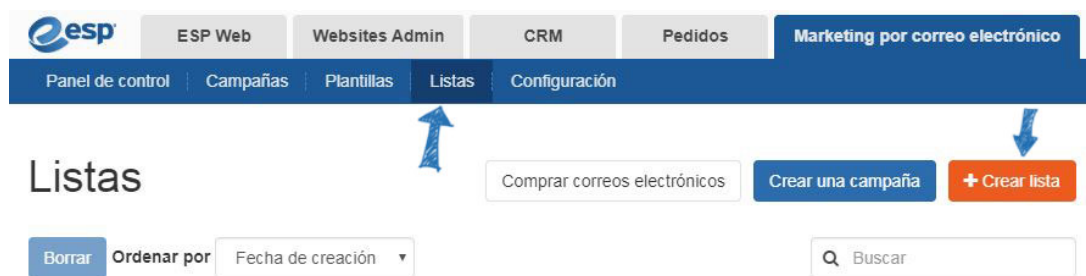 esp ESP Web Websites Admin CRM Pedidos Marketing por correo electrónico
Panel de control Campañas Plantillas Listas Configuración
Listas Comprar correos electrónicos Crear una campaña + Crear lista
Borrar Ordenar por Fecha de creación Buscar